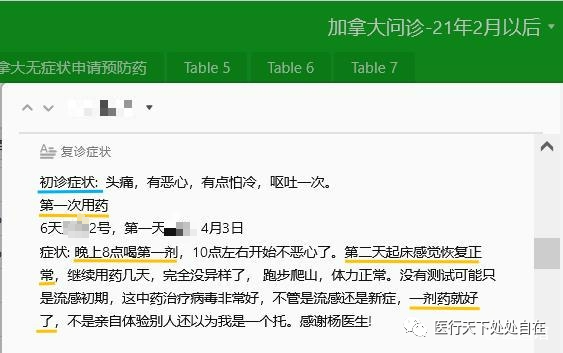 加拿大问诊-21年2月以后
拿大无症状申请预防药 Table 5 Table 6 Table 7
复诊症状
初诊症状: 头痛，有恶心，有点怕冷，呕吐一次。
第一次用药
6天 2号，第一天 4月3日
症状: 晚上8点喝第一剂，10点左右开始不恶心了。第二天起床感觉恢复正
常，继续用药几天，完全没异样了， 跑步爬山，体力正常。没有测试可能只
是流感初期，这中药治疗病毒非常好，不管是流感还是新症，一剂药就好
了，不是亲自体验别人还以为我是一个托。感谢杨医生!
医行天下处处自在